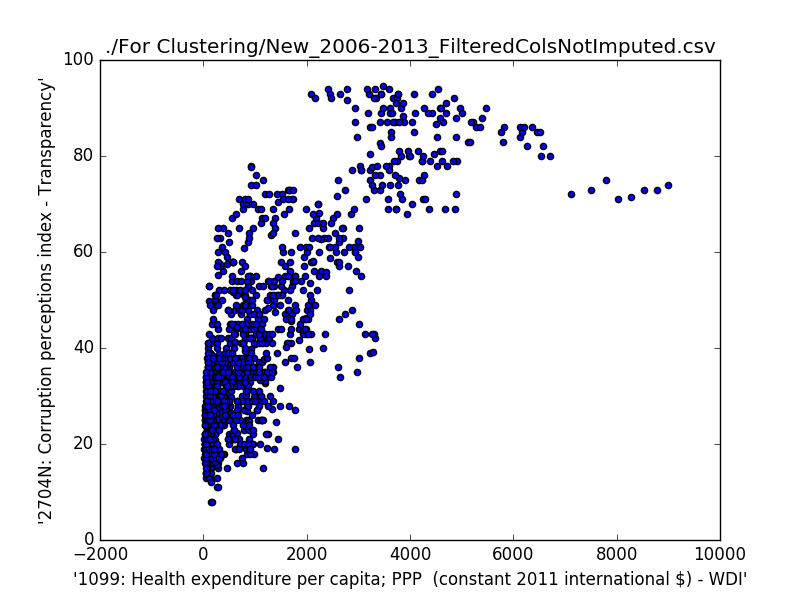 ./For Clustering/New_2006-2013_FilteredColsNotImputed.csv
100
80
60
40
20
0
'2704N: Corruption perceptions index - Transparency'
−2000 0 2000 4000 6000 8000 10000
'1099: Health expenditure per capita; PPP  (constant 2011 international $) - WDI'